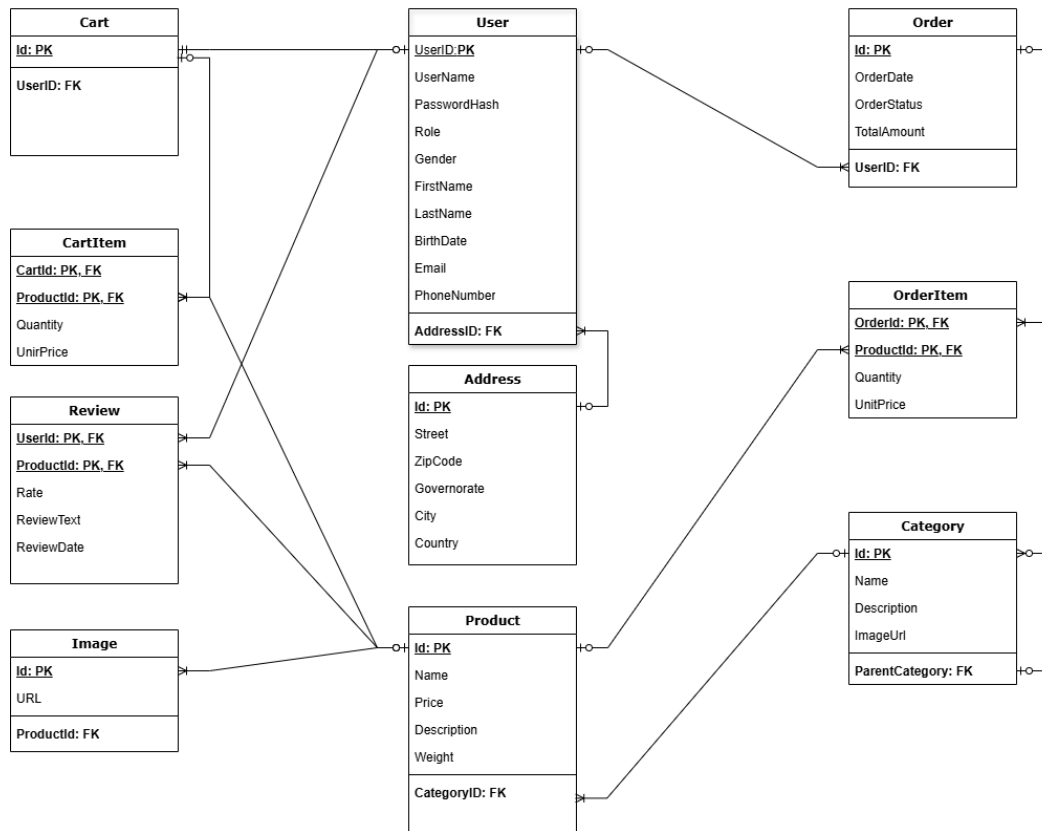 Cart
Id: PK
UserID: FK
User
UserID:PK
UserName
PasswordHash
Role
Gender
FirstName
LastName
BirthDate
Email
PhoneNumber
AddressID: FK
Order
Id: PK
OrderDate
OrderStatus
TotalAmount
UserID: FK
CartItem
CartId: PK, FK
ProductId: PK, FK
Quantity
UnirPrice
OrderItem
OrderId: PK, FK
ProductId: PK, FK
Quantity
UnitPrice
Review
UserId: PK, FK
ProductId: PK, FK
Rate
ReviewText
ReviewDate
Address
Id: PK
Street
ZipCode
Governorate
City
Country
Category
Id: PK
Name
Description
ImageUrl
ParentCategory: FK
Image
Id: PK
URL
ProductId: FK
Product
Id: PK
Name
Price
Description
Weight
CategoryID: FK